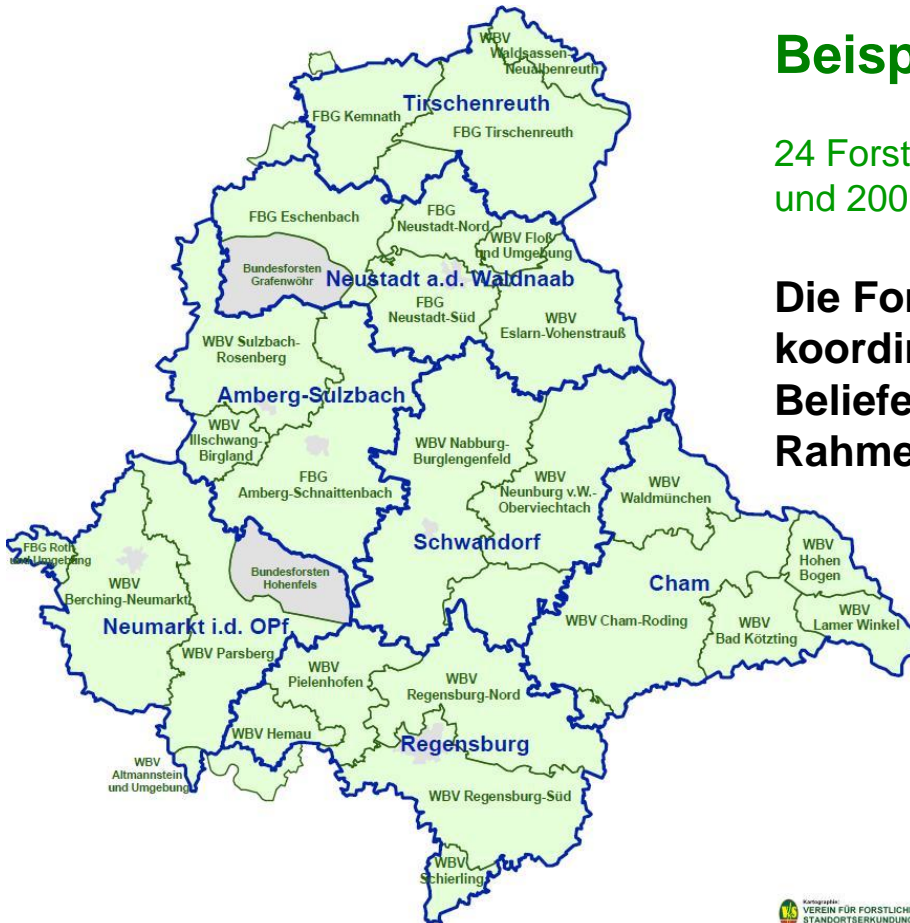 Beisp
24 Forst
und 200
Die For
koordin
Beliefe
Rahme
WBV
Waldsassen-
Neualbenreuth
Tirschenreuth
FBG Kemnath
FBG Tirschenreuth
FBG Eschenbach
FBG
Neustadt-Nord
WBV Floß
und Umgebung
Bundesforsten
Grafenwöhr
Neustadt a.d. Waldnaab
FBG
Neustadt-Süd
WBV
Eslarn-Vohenstrauß
WBV Sulzbach-
Rosenberg
Amberg-Sulzbach
WBV
Illschwang-
Birgland
FBG
Amberg-Schnaittenbach
WBV Nabburg-
Burglengenfeld
WBV
Neunburg v.W.-
Oberviechtach
WBV
Waldmünchen
Schwandorf
FBG Roth
und Umgebung
WBV
Berching-Neumarkt
Bundesforsten
Hohenfels
Neumarkt i.d. OPf.
WBV Parsberg
Cham
WBV
Hohen
Bogen
WBV Cham-Roding
WBV
Bad Kötzting
WBV
Lamer Winkel
WBV
Pielenhofen
WBV
Regensburg-Nord
WBV Hemau
Regensburg
WBV
Altmannstein
und Umgebung
WBV Regensburg-Süd
WBV
Schierling
Kartographie:
VEREIN FÜR FORSTLICHE
STANDORTSERKUNDUNG